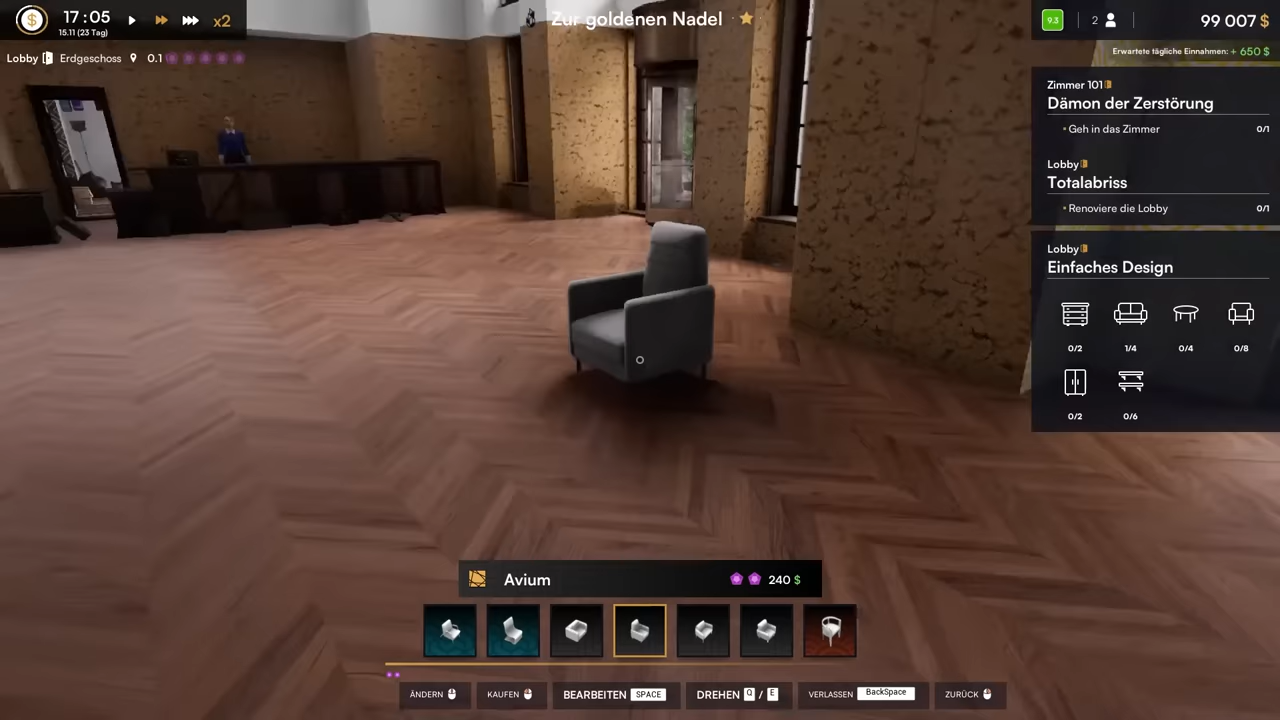 17:05
x2
15.11 (23 Tag)
Zur goldenen Nadel
93
2
99 007 $
Erwartete tägliche Einnahmen: + 650 $
Lobby Erdgeschoss 0.1
Zimmer 101
Dämon der Zerstörung
Geh in das Zimmer 0/1
Lobby
Totalabriss
Renoviere die Lobby 0/1
Lobby
Einfaches Design
0/2 1/4 0/4 0/8
0/2 0/6
Avium 240 $
ÄNDERN KAUFEN BEARBEITEN SPACE DREHEN Q / E VERLASSEN BackSpace ZURÜCK